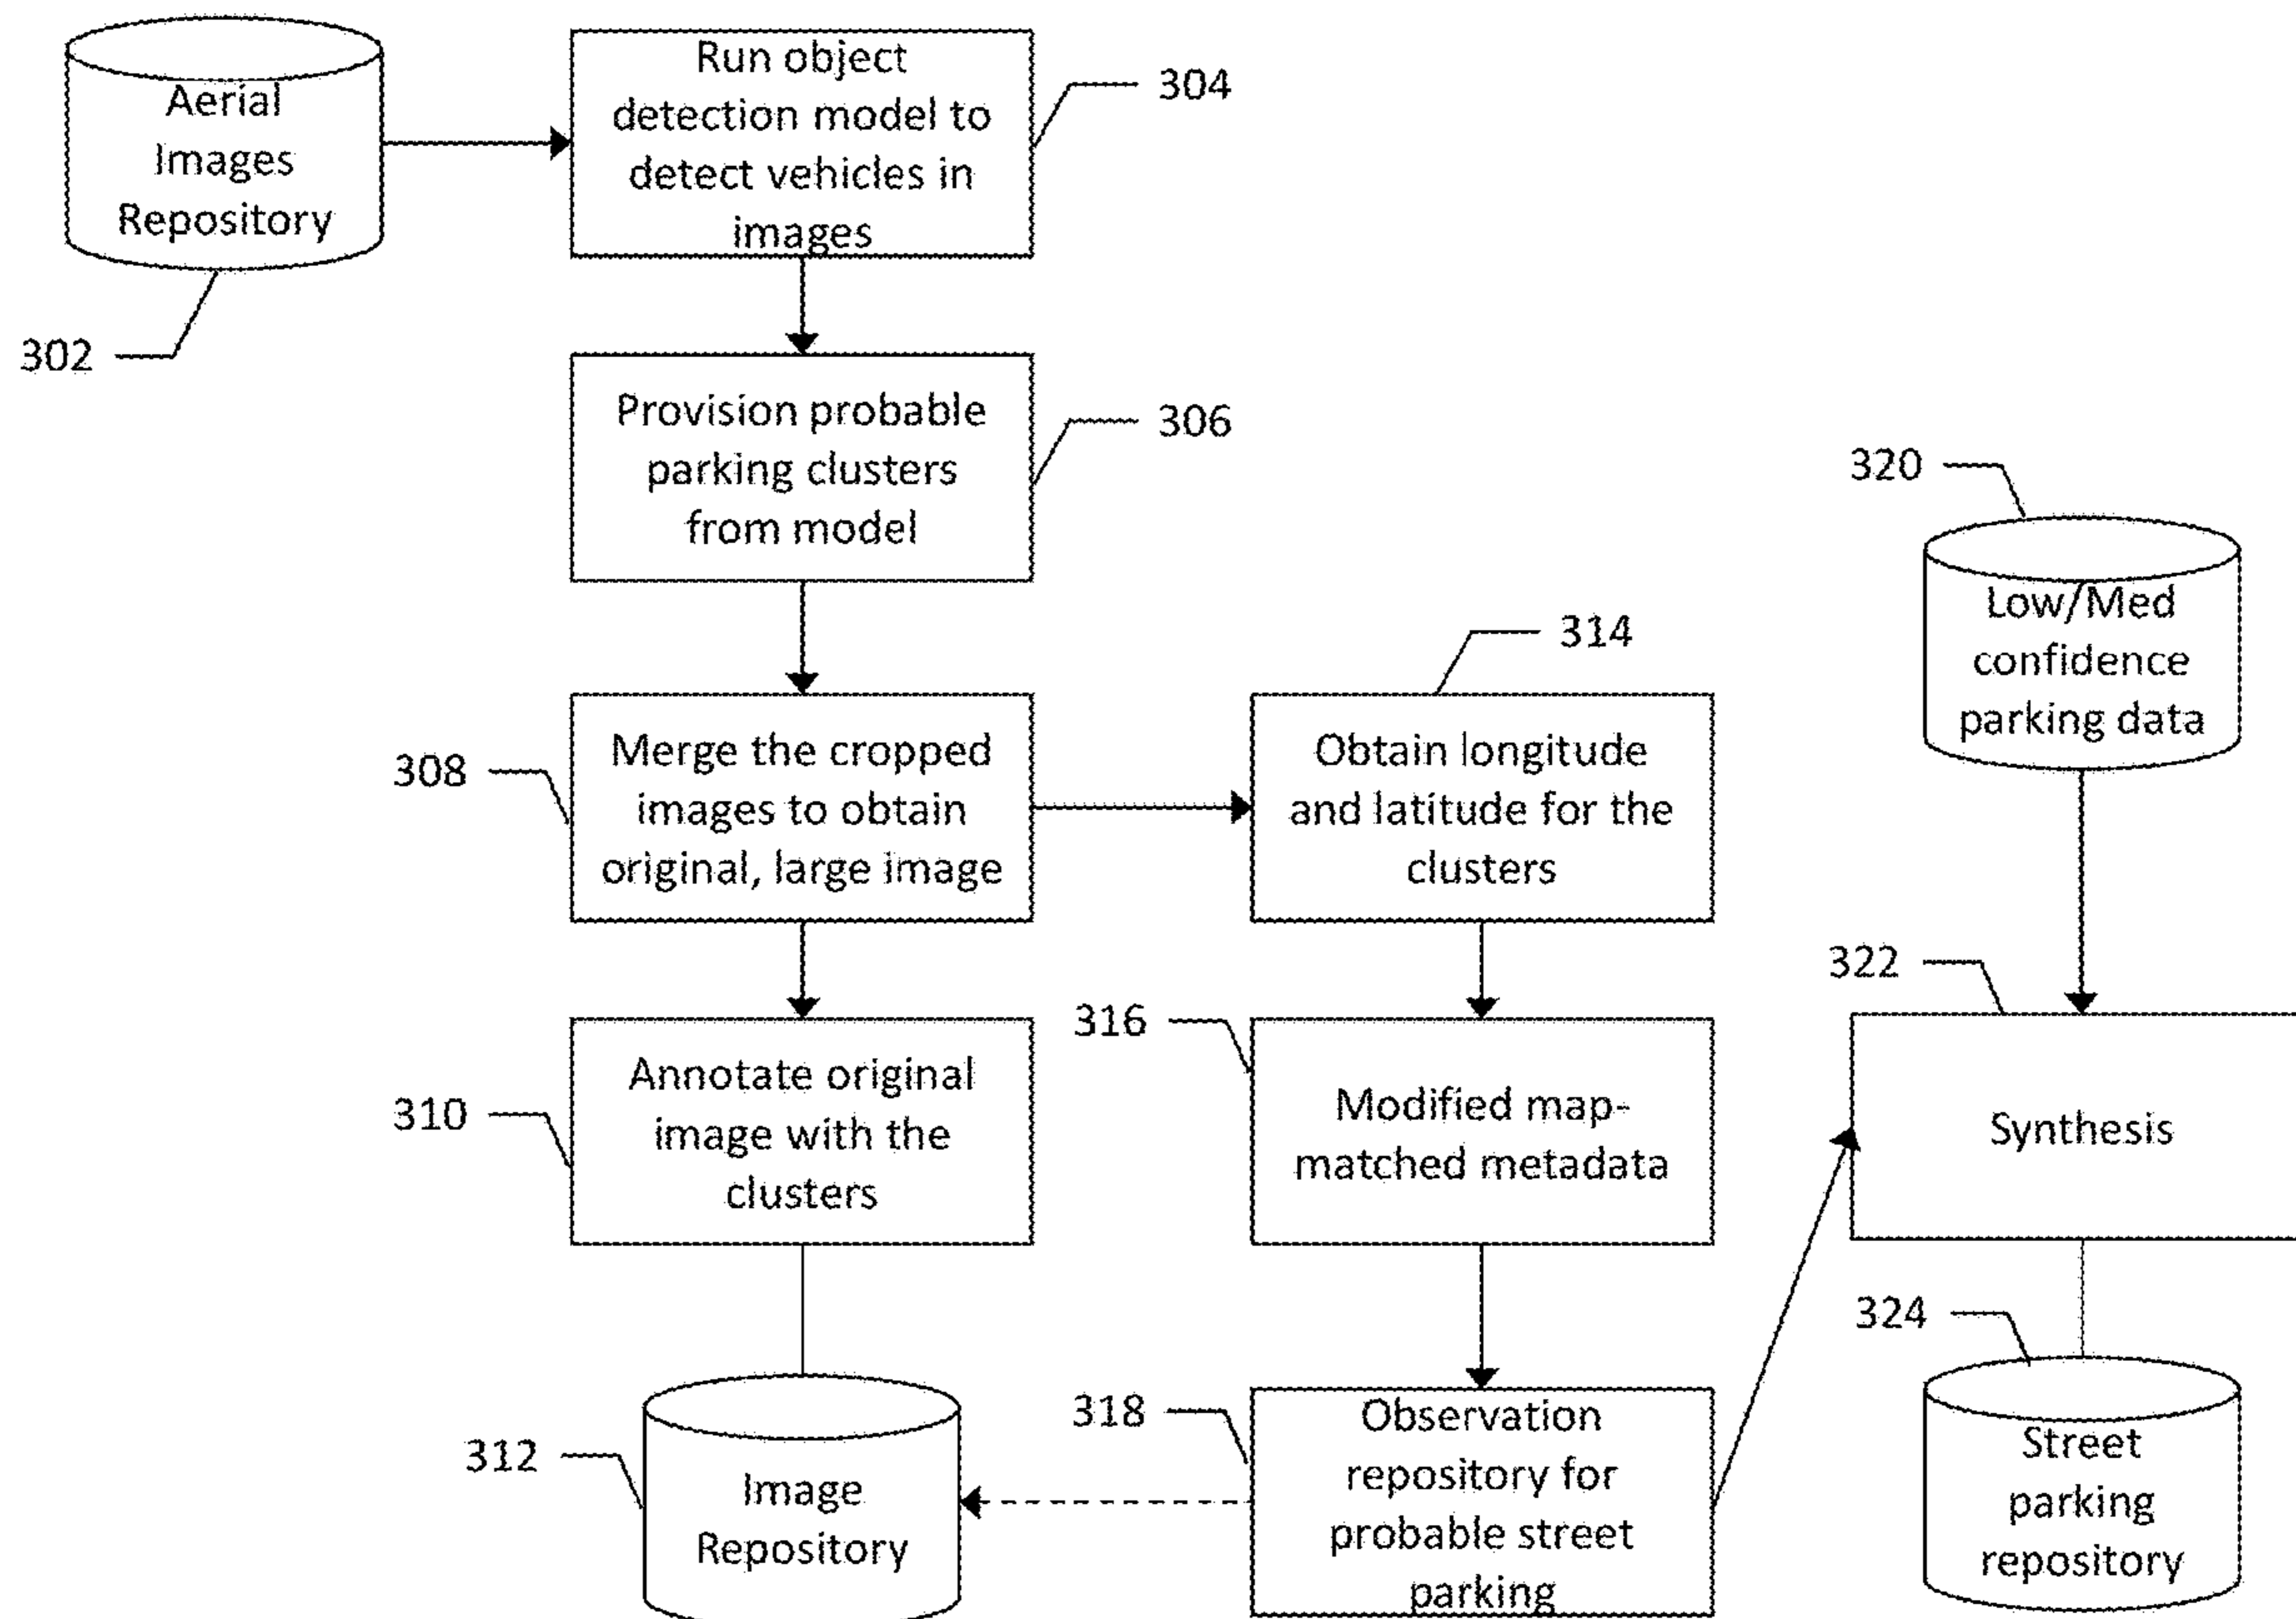 Aerial
Images
Repository
302
Run object
detection model to
detect vehicles in
images
304
Provision probable
parking clusters
from model
306
Merge the cropped
images to obtain
original, large image
308
Annotate original
image with the
clusters
310
Image
Repository
312
314
Obtain longitude
and latitude for the
clusters
316
Modified map-
matched metadata
318
Observation
repository for
probable street
parking
320
Low/Med
confidence
parking data
322
Synthesis
324
Street
parking
repository